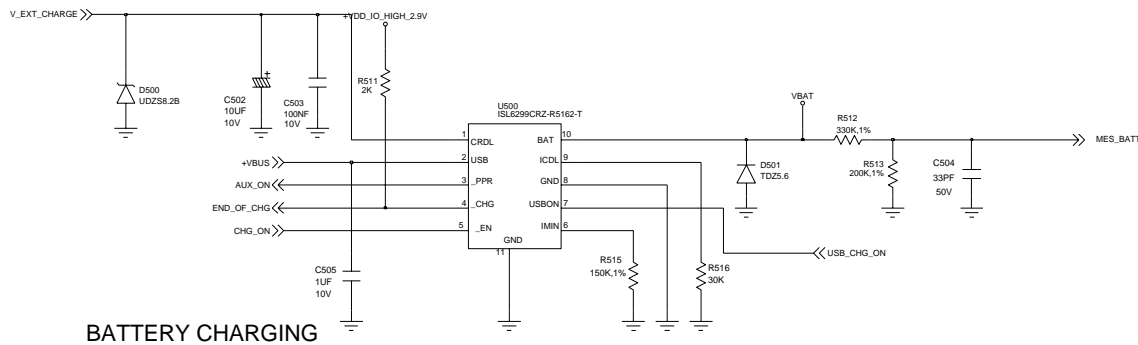 V_EXT_CHARGE
+VDD_IO_HIGH_2.9V
D500
UDZS8.2B
C502
10UF
10V
+
C503
100NF
10V
R511
2K
U500
ISL6299CRZ-R5162-T
1
CRDL
2
USB
3
_PPR
4
_CHG
5
_EN
BAT
10
ICDL
9
GND
8
USBON
7
IMIN
6
GND
11
+VBUS
AUX_ON
END_OF_CHG
CHG_ON
C505
1UF
10V
VBAT
D501
TDZ5.6
R512
330K,1%
R513
200K,1%
C504
33PF
50V
MES_BATT
USB_CHG_ON
R515
150K,1%
R516
30K
BATTERY CHARGING